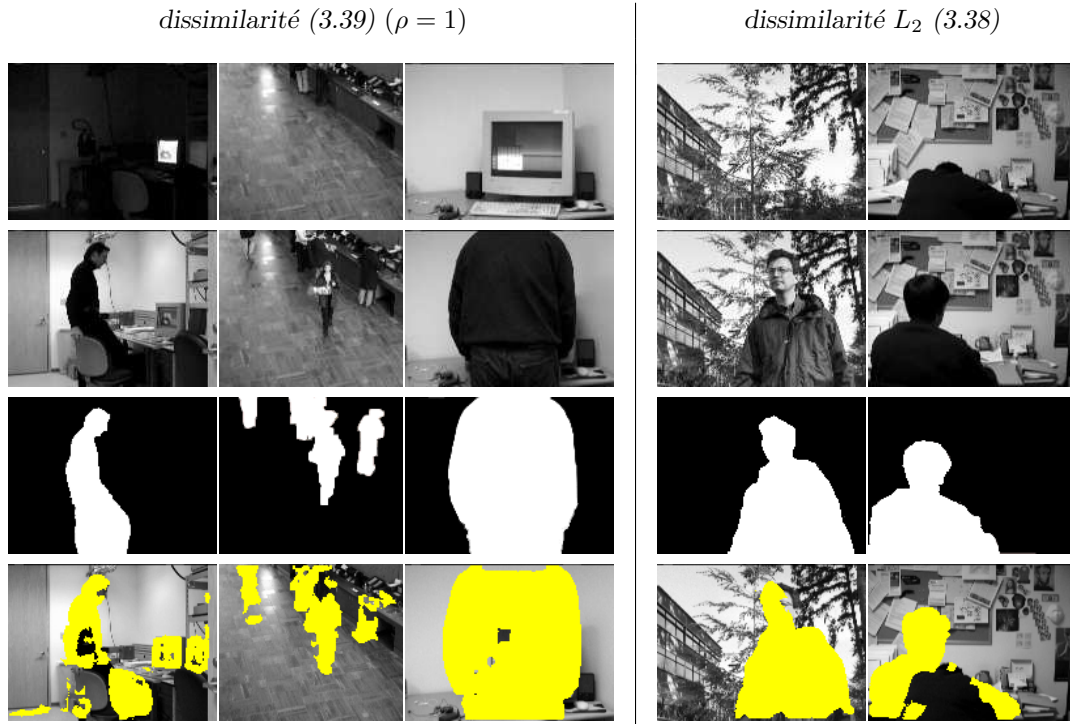 dissimilarité (3.39) (ρ = 1)
dissimilarité L₂ (3.38)